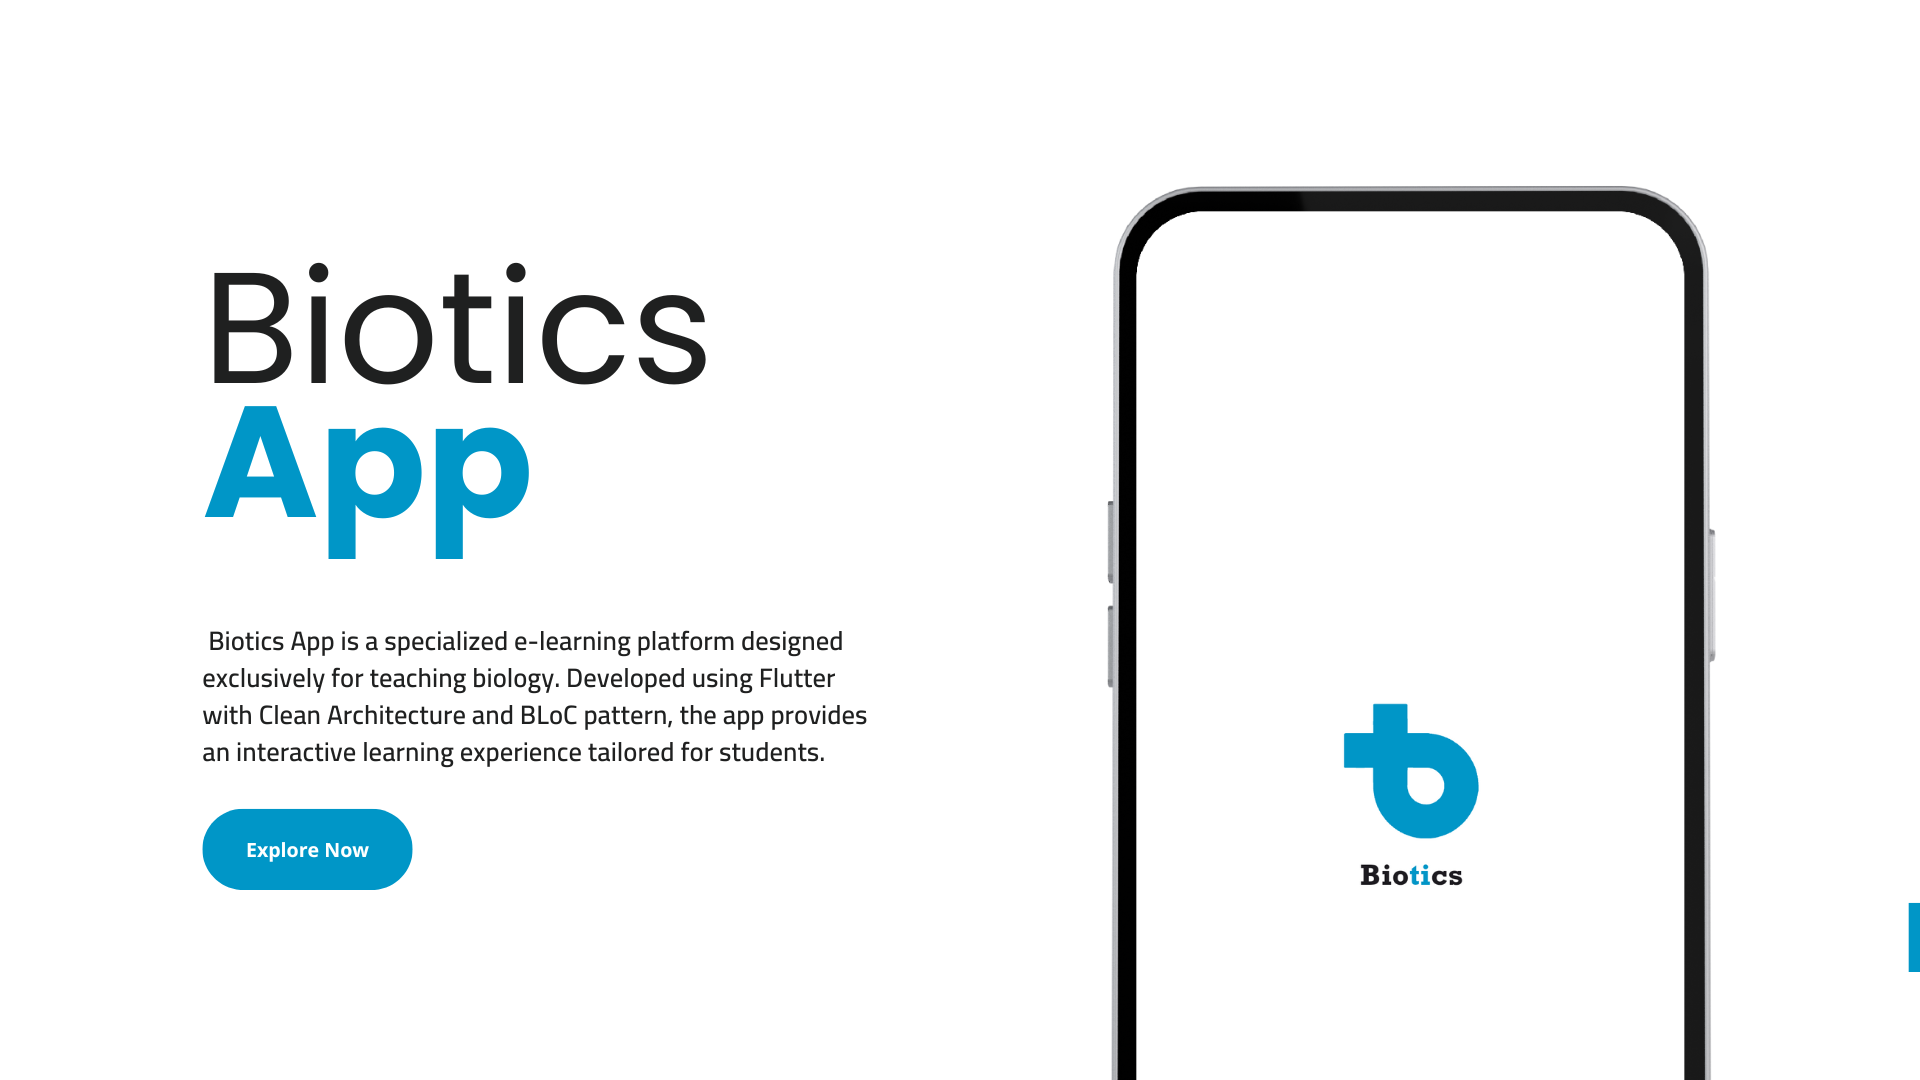 Biotics
App
Biotics App is a specialized e-learning platform designed
exclusively for teaching biology. Developed using Flutter
with Clean Architecture and BLoC pattern, the app provides
an interactive learning experience tailored for students.
Explore Now
Biotics